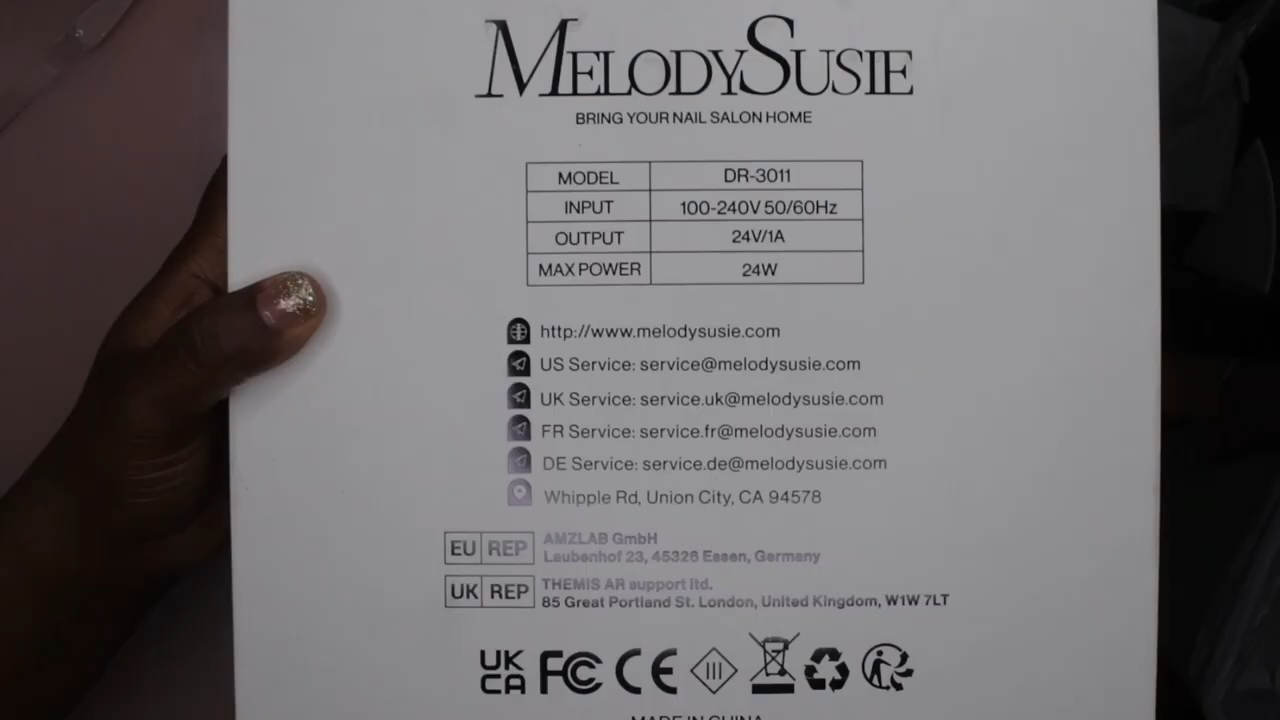 MELODYSUSIE
BRING YOUR NAIL SALON HOME
MODEL DR-3011
INPUT 100-240V 50/60Hz
OUTPUT 24V/1A
MAX POWER 24W
http://www.melodysusie.com
US Service: service@melodysusie.com
UK Service: service.uk@melodysusie.com
FR Service: service.fr@melodysusie.com
DE Service: service.de@melodysusie.com
Whipple Rd, Union City, CA 94578
EU REP AMZLAB GmbH
Laubenhof 23, 45326 Essen, Germany
UK REP THEMIS AR support ltd.
85 Great Portland St. London, United Kingdom, W1W 7LT
UK CA FC CE III
MADE IN CHINA